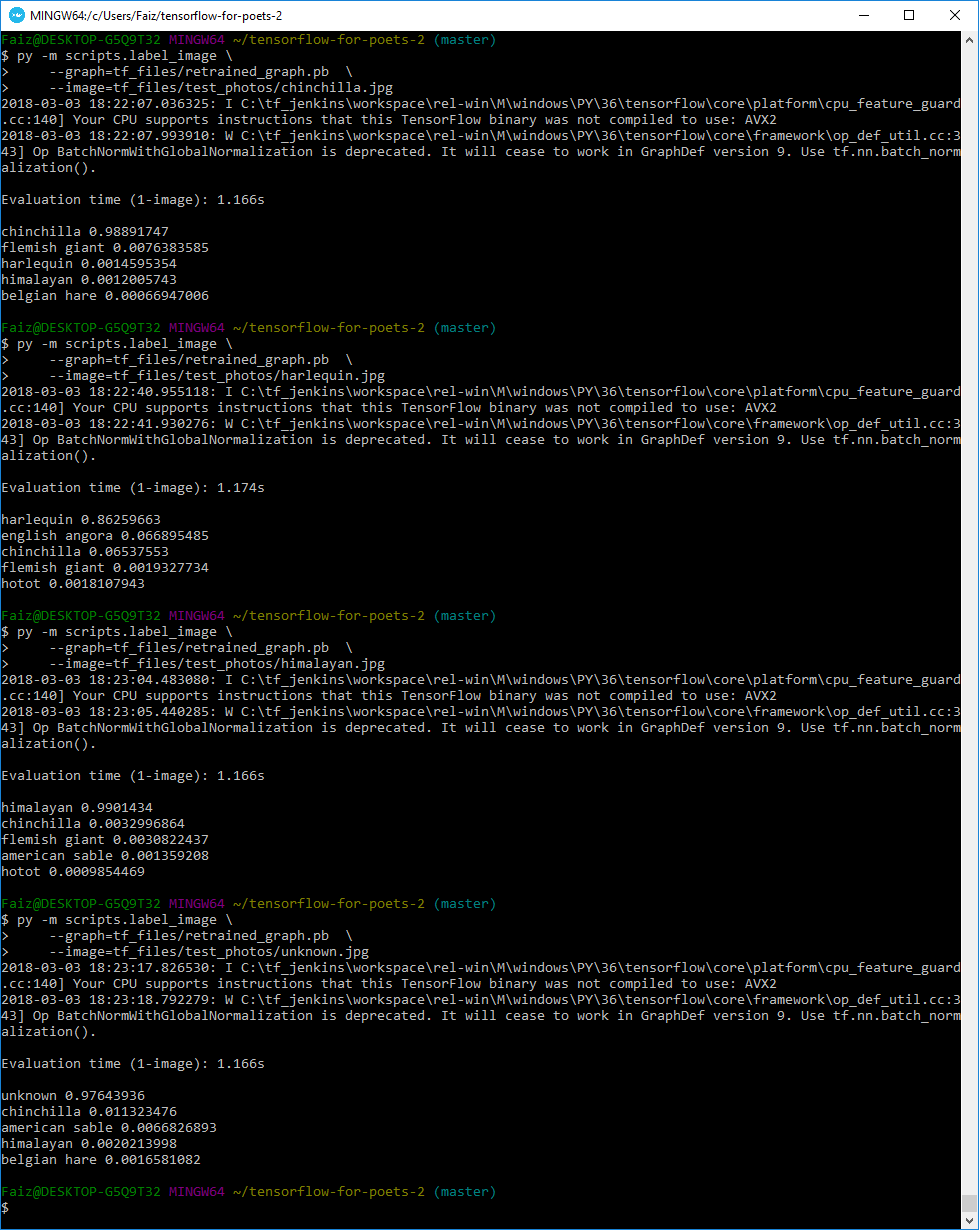 MINGW64:/c/Users/Faiz/tensorflow-for-poets-2
Faiz@DESKTOP-G5Q9T32 MINGW64 ~/tensorflow-for-poets-2 (master)
$ py -m scripts.label_image \
>     --graph=tf_files/retrained_graph.pb  \
>     --image=tf_files/test_photos/chinchilla.jpg
2018-03-03 18:22:07.036325: I C:\tf_jenkins\workspace\rel-win\M\windows\PY\36\tensorflow\core\platform\cpu_feature_guard
.cc:140] Your CPU supports instructions that this TensorFlow binary was not compiled to use: AVX2
2018-03-03 18:22:07.993910: W C:\tf_jenkins\workspace\rel-win\M\windows\PY\36\tensorflow\core\framework\op_def_util.cc:3
43] Op BatchNormWithGlobalNormalization is deprecated. It will cease to work in GraphDef version 9. Use tf.nn.batch_norm
alization().
Evaluation time (1-image): 1.166s
chinchilla 0.98891747
flemish giant 0.0076383585
harlequin 0.0014595354
himalayan 0.0012005743
belgian hare 0.00066947006
Faiz@DESKTOP-G5Q9T32 MINGW64 ~/tensorflow-for-poets-2 (master)
$ py -m scripts.label_image \
>     --graph=tf_files/retrained_graph.pb  \
>     --image=tf_files/test_photos/harlequin.jpg
2018-03-03 18:22:40.955118: I C:\tf_jenkins\workspace\rel-win\M\windows\PY\36\tensorflow\core\platform\cpu_feature_guard
.cc:140] Your CPU supports instructions that this TensorFlow binary was not compiled to use: AVX2
2018-03-03 18:22:41.930276: W C:\tf_jenkins\workspace\rel-win\M\windows\PY\36\tensorflow\core\framework\op_def_util.cc:3
43] Op BatchNormWithGlobalNormalization is deprecated. It will cease to work in GraphDef version 9. Use tf.nn.batch_norm
alization().
Evaluation time (1-image): 1.174s
harlequin 0.86259663
english angora 0.066895485
chinchilla 0.06537553
flemish giant 0.0019327734
hotot 0.0018107943
Faiz@DESKTOP-G5Q9T32 MINGW64 ~/tensorflow-for-poets-2 (master)
$ py -m scripts.label_image \
>     --graph=tf_files/retrained_graph.pb  \
>     --image=tf_files/test_photos/himalayan.jpg
2018-03-03 18:23:04.483080: I C:\tf_jenkins\workspace\rel-win\M\windows\PY\36\tensorflow\core\platform\cpu_feature_guard
.cc:140] Your CPU supports instructions that this TensorFlow binary was not compiled to use: AVX2
2018-03-03 18:23:05.440285: W C:\tf_jenkins\workspace\rel-win\M\windows\PY\36\tensorflow\core\framework\op_def_util.cc:3
43] Op BatchNormWithGlobalNormalization is deprecated. It will cease to work in GraphDef version 9. Use tf.nn.batch_norm
alization().
Evaluation time (1-image): 1.166s
himalayan 0.9901434
chinchilla 0.0032996864
flemish giant 0.0030822437
american sable 0.001359208
hotot 0.0009854469
Faiz@DESKTOP-G5Q9T32 MINGW64 ~/tensorflow-for-poets-2 (master)
$ py -m scripts.label_image \
>     --graph=tf_files/retrained_graph.pb  \
>     --image=tf_files/test_photos/unknown.jpg
2018-03-03 18:23:17.826530: I C:\tf_jenkins\workspace\rel-win\M\windows\PY\36\tensorflow\core\platform\cpu_feature_guard
.cc:140] Your CPU supports instructions that this TensorFlow binary was not compiled to use: AVX2
2018-03-03 18:23:18.792279: W C:\tf_jenkins\workspace\rel-win\M\windows\PY\36\tensorflow\core\framework\op_def_util.cc:3
43] Op BatchNormWithGlobalNormalization is deprecated. It will cease to work in GraphDef version 9. Use tf.nn.batch_norm
alization().
Evaluation time (1-image): 1.166s
unknown 0.97643936
chinchilla 0.011323476
american sable 0.0066826893
himalayan 0.0020213998
belgian hare 0.0016581082
Faiz@DESKTOP-G5Q9T32 MINGW64 ~/tensorflow-for-poets-2 (master)
$